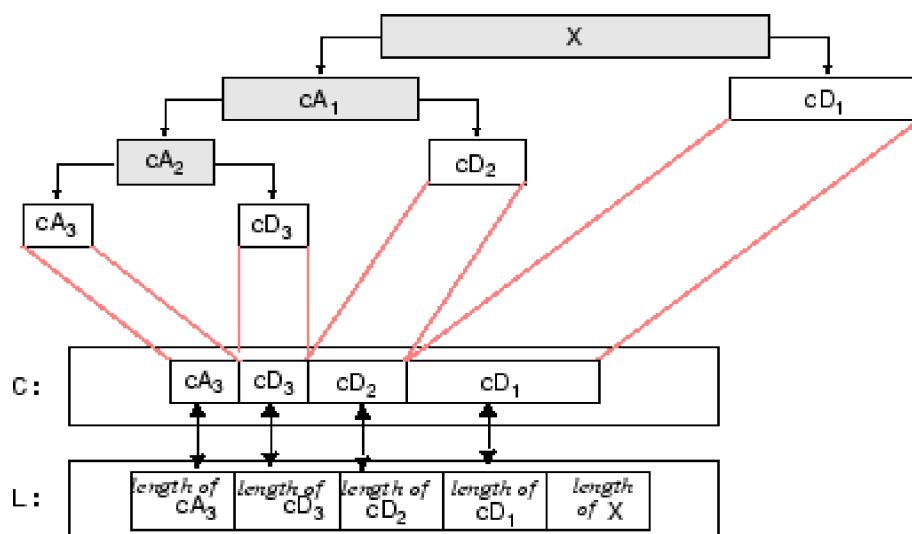 X
cA₁ cD₁
cA₂ cD₂
cA₃ cD₃
C: cA₃ cD₃ cD₂ cD₁
L: length of cA₃ length of cD₃ length of cD₂ length of cD₁ length of X